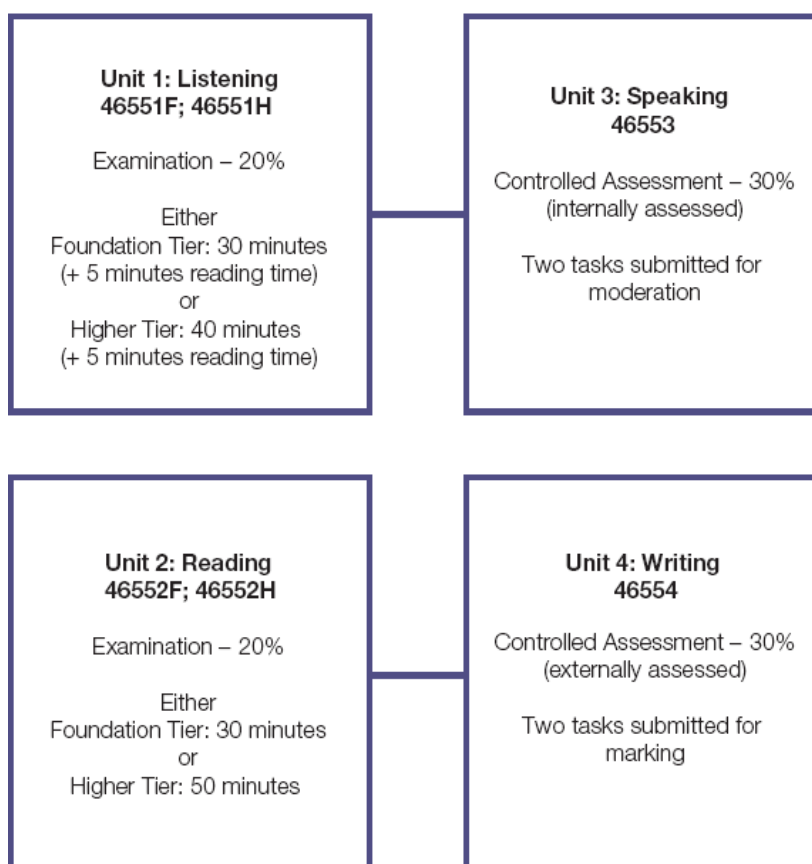 Unit 1: Listening
46551F; 46551H
Examination – 20%
Either
Foundation Tier: 30 minutes
(+ 5 minutes reading time)
or
Higher Tier: 40 minutes
(+ 5 minutes reading time)
Unit 3: Speaking
46553
Controlled Assessment – 30%
(internally assessed)
Two tasks submitted for
moderation
Unit 2: Reading
46552F; 46552H
Examination – 20%
Either
Foundation Tier: 30 minutes
or
Higher Tier: 50 minutes
Unit 4: Writing
46554
Controlled Assessment – 30%
(externally assessed)
Two tasks submitted for
marking